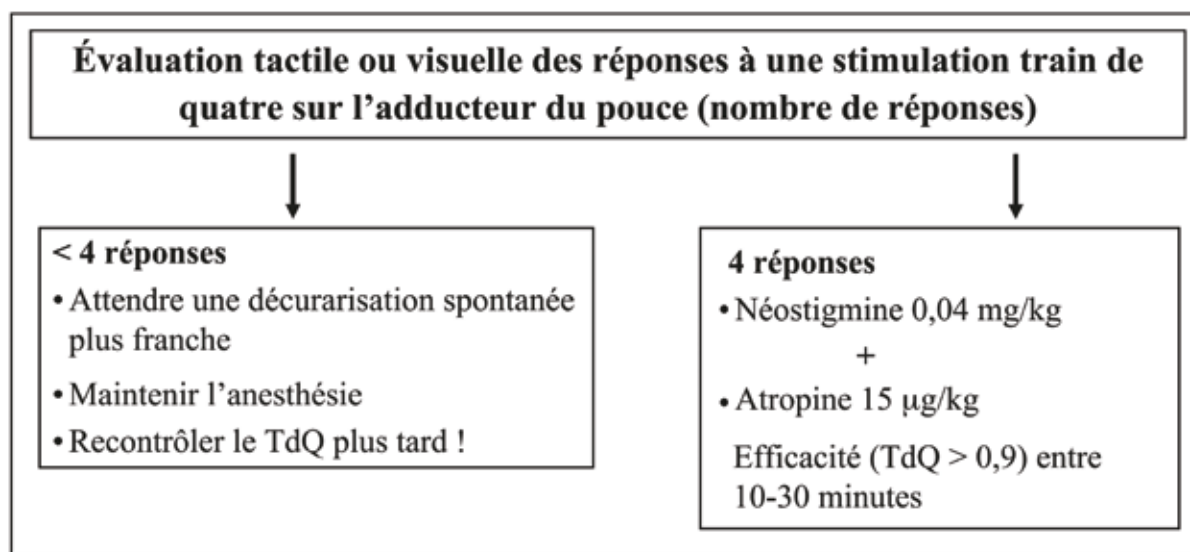 Évaluation tactile ou visuelle des réponses à une stimulation train de
quatre sur l’adducteur du pouce (nombre de réponses)
< 4 réponses
• Attendre une décurarisation spontanée
plus franche
• Maintenir l’anesthésie
• Recontrôler le TdQ plus tard !
4 réponses
• Néostigmine 0,04 mg/kg
+
• Atropine 15 µg/kg
Efficacité (TdQ > 0,9) entre
10-30 minutes